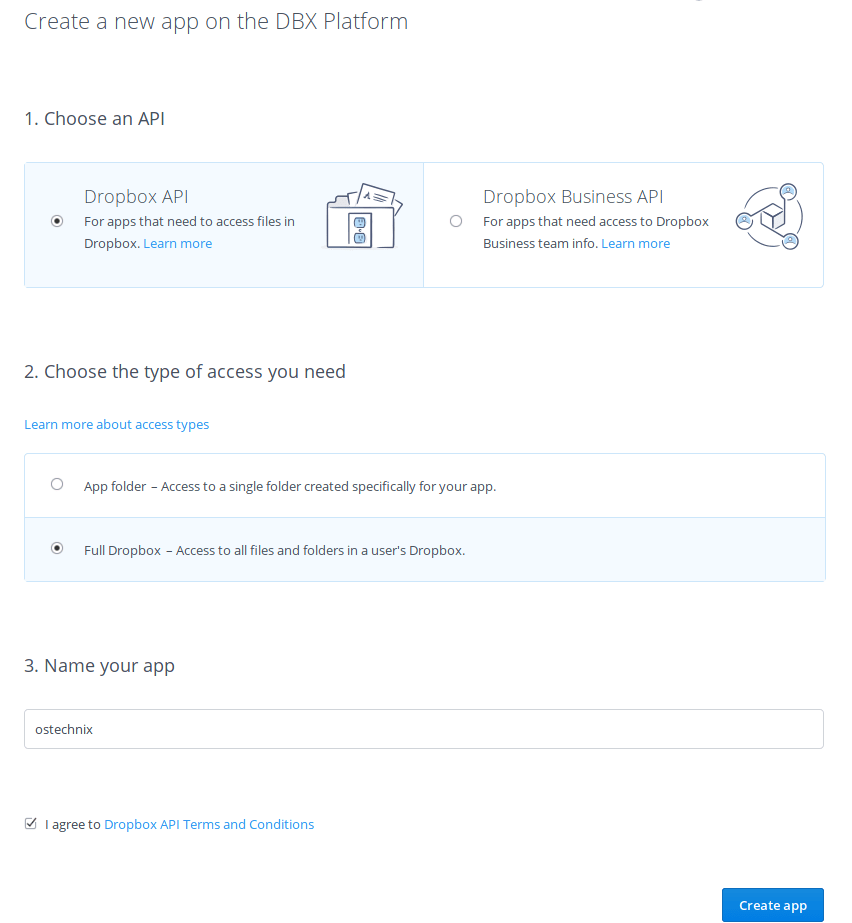 Create a new app on the DBX Platform
1. Choose an API
Dropbox API
For apps that need to access files in
Dropbox. Learn more
Dropbox Business API
For apps that need access to Dropbox
Business team info. Learn more
2. Choose the type of access you need
Learn more about access types
App folder – Access to a single folder created specifically for your app.
Full Dropbox – Access to all files and folders in a user's Dropbox.
3. Name your app
ostechnix
I agree to Dropbox API Terms and Conditions
Create app